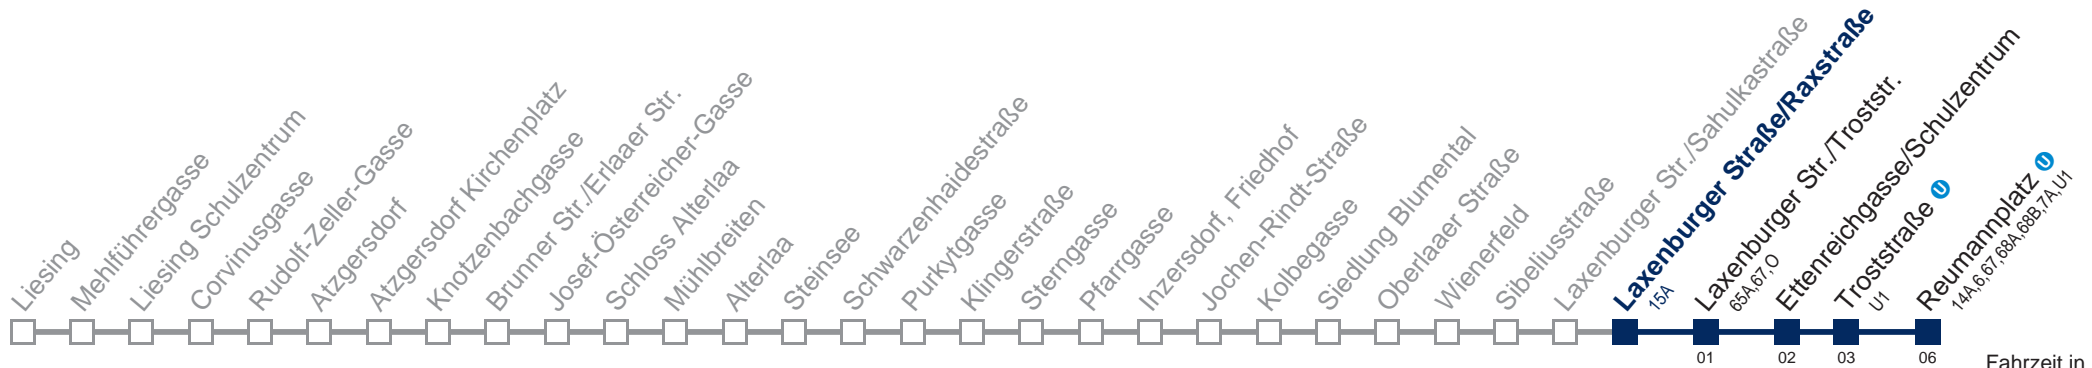 Liesing
Mehlführergasse
Liesing Schulzentrum
Corvinusgasse
Rudolf-Zeller-Gasse
Atzgersdorf
Atzgersdorf Kirchenplatz
Knotzenbachgasse
Brunner Str./Erlaaer Str.
Josef-Österreicher-Gasse
Schloss Alterlaa
Mühlbreiten
Alterlaa
Steinsee
Schwarzenhaidestraße
Purkytgasse
Klingerstraße
Sterngasse
Pfarrgasse
Inzersdorf, Friedhof
Jochen-Rindt-Straße
Kolbegasse
Siedlung Blumental
Oberlaaer Straße
Wienerfeld
Sibeliusstraße
Laxenburger Str./Sahulkastraße
Laxenburger Straße/Raxstraße
15A
Laxenburger Str./Troststr.
65A,67,O
Ettenreichgasse/Schulzentrum
Troststraße U
U1
Reumannplatz U
14A,6,67,68A,68B,7A,U1
01
02
03
06
Fahrzeit in